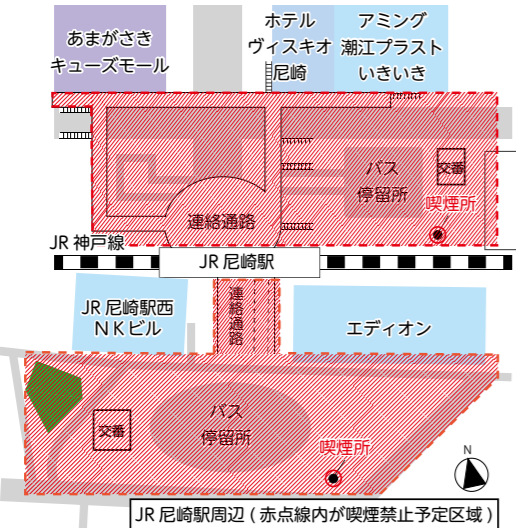 あまがさき
キューズモール
ホテル
ヴィスキオ
尼崎
アミング
潮江プラスト
いきいき
バス
停留所
交番
喫煙所
連絡通路
JR 神戸線
JR 尼崎駅
JR 尼崎駅西
NKビル
連絡通路
エディオン
バス
停留所
交番
喫煙所
N
JR 尼崎駅周辺 ( 赤点線内が喫煙禁止予定区域 )